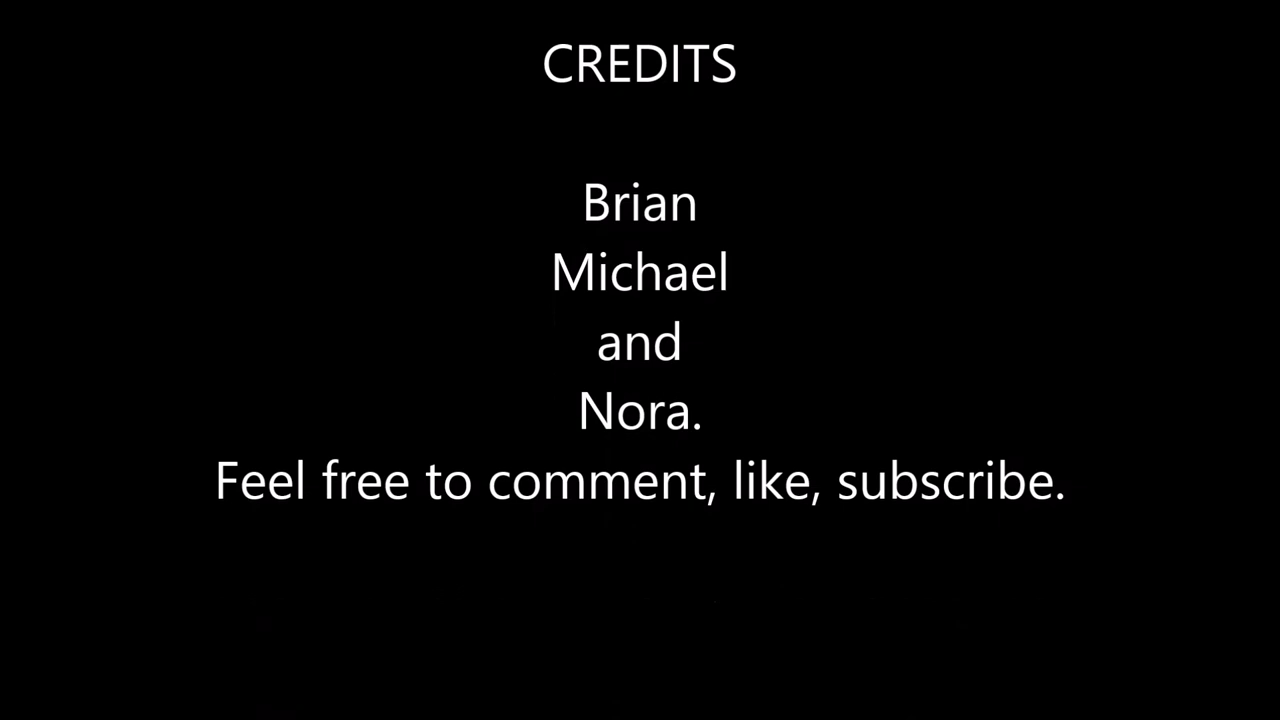 CREDITS
Brian
Michael
and
Nora.
Feel free to comment, like, subscribe.